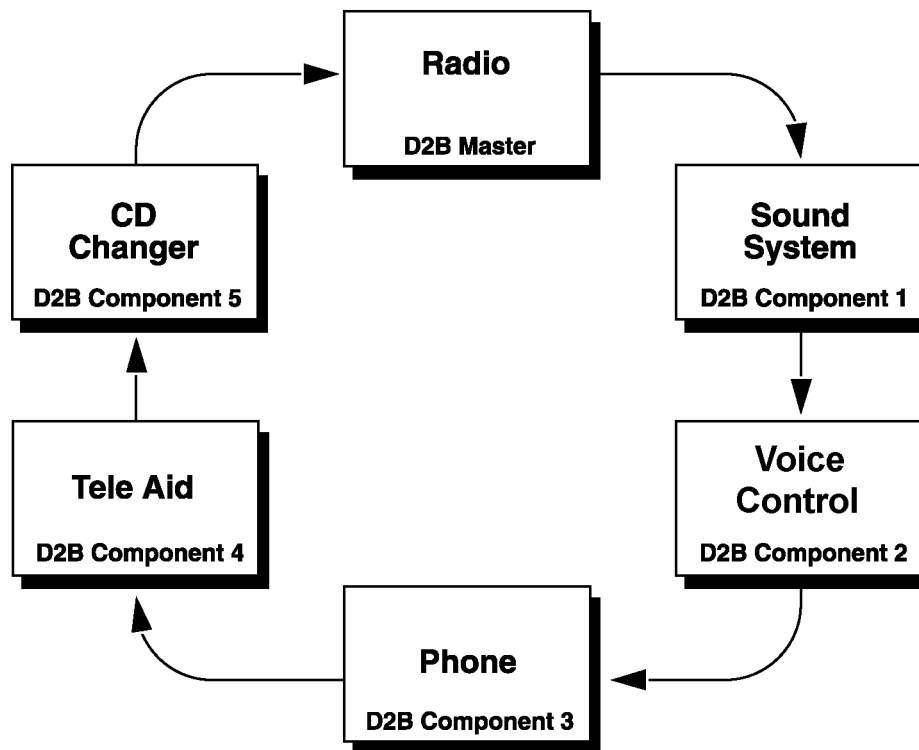 Radio
D2B Master
Sound
System
D2B Component 1
Voice
Control
D2B Component 2
Phone
D2B Component 3
Tele Aid
D2B Component 4
CD
Changer
D2B Component 5